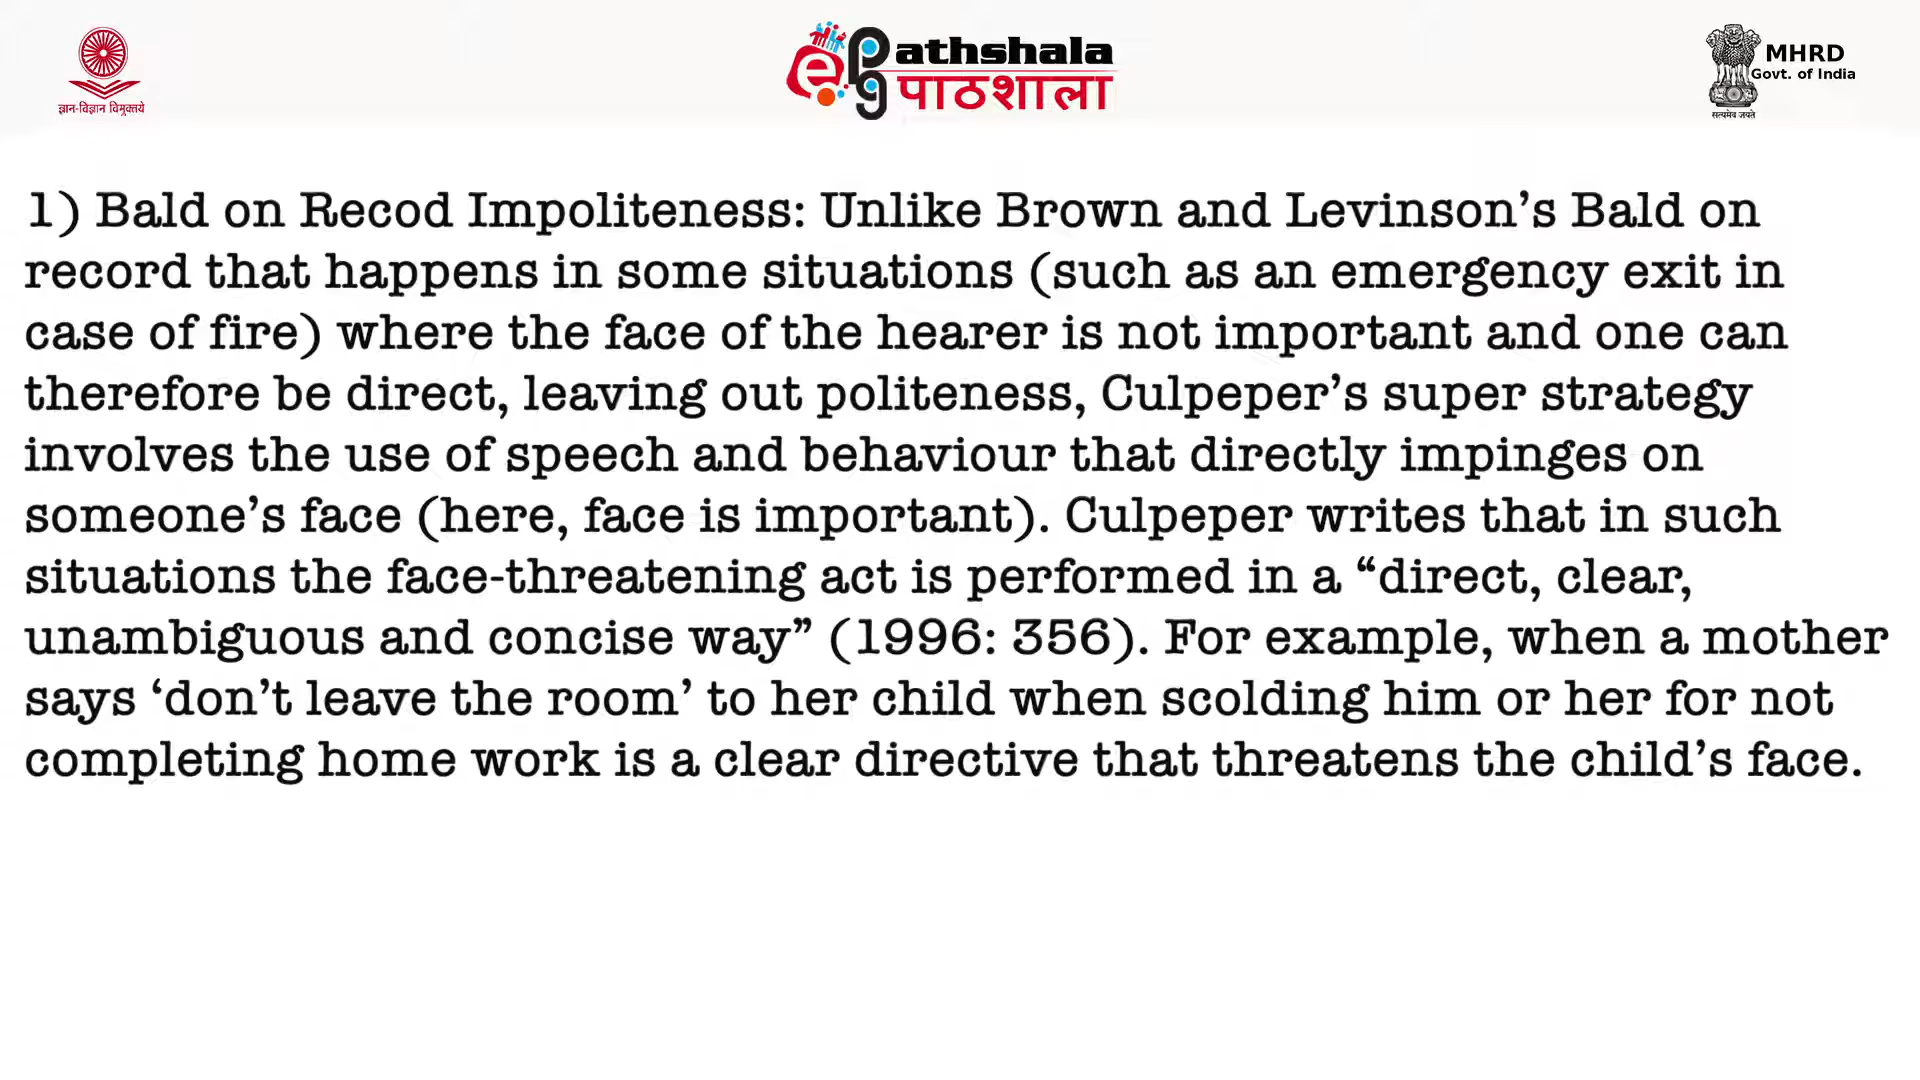 ज्ञान-विज्ञान विमुक्तये
e pg athshala
पाठशाला
MHRD
Govt. of India
सत्यमेव जयते
1) Bald on Recod Impoliteness: Unlike Brown and Levinson’s Bald on
record that happens in some situations (such as an emergency exit in
case of fire) where the face of the hearer is not important and one can
therefore be direct, leaving out politeness, Culpeper’s super strategy
involves the use of speech and behaviour that directly impinges on
someone’s face (here, face is important). Culpeper writes that in such
situations the face-threatening act is performed in a “direct, clear,
unambiguous and concise way” (1996: 356). For example, when a mother
says ‘don’t leave the room’ to her child when scolding him or her for not
completing home work is a clear directive that threatens the child’s face.